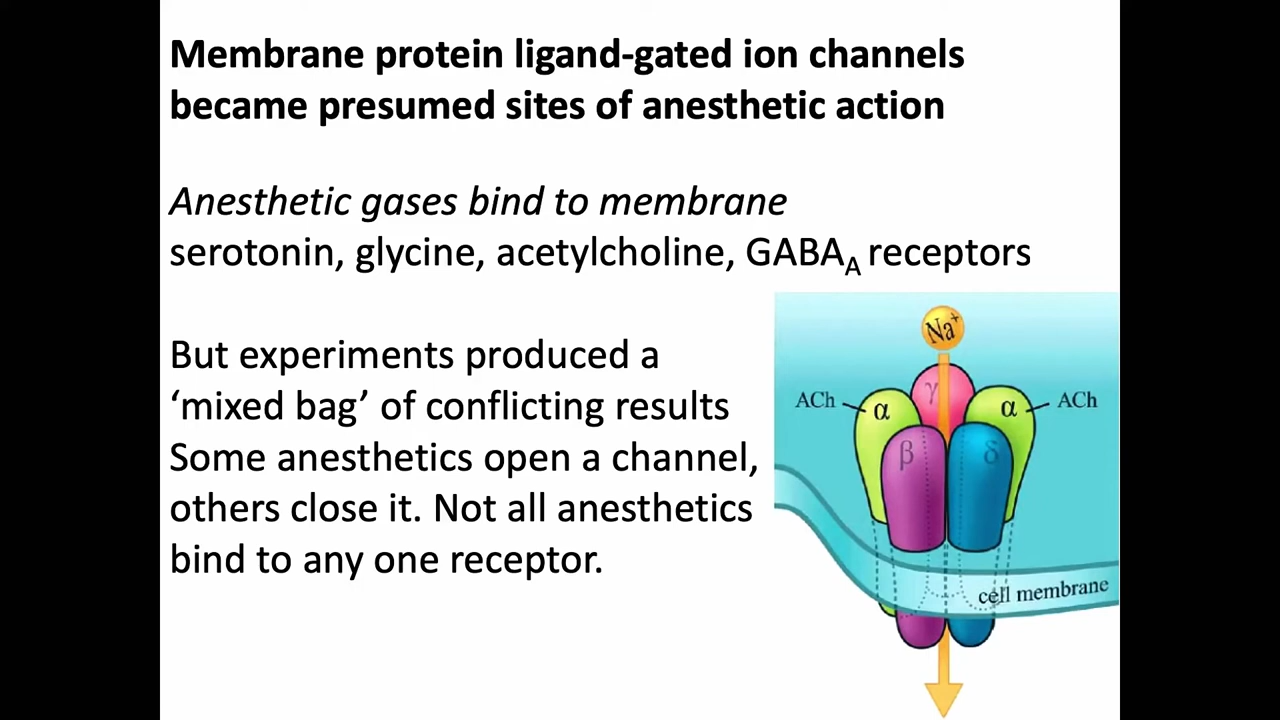 Membrane protein ligand-gated ion channels
became presumed sites of anesthetic action
Anesthetic gases bind to membrane
serotonin, glycine, acetylcholine, GABAA receptors
But experiments produced a
‘mixed bag’ of conflicting results
Some anesthetics open a channel,
others close it. Not all anesthetics
bind to any one receptor.
Na+
γ
ACh
α
α
ACh
β
δ
cell membrane